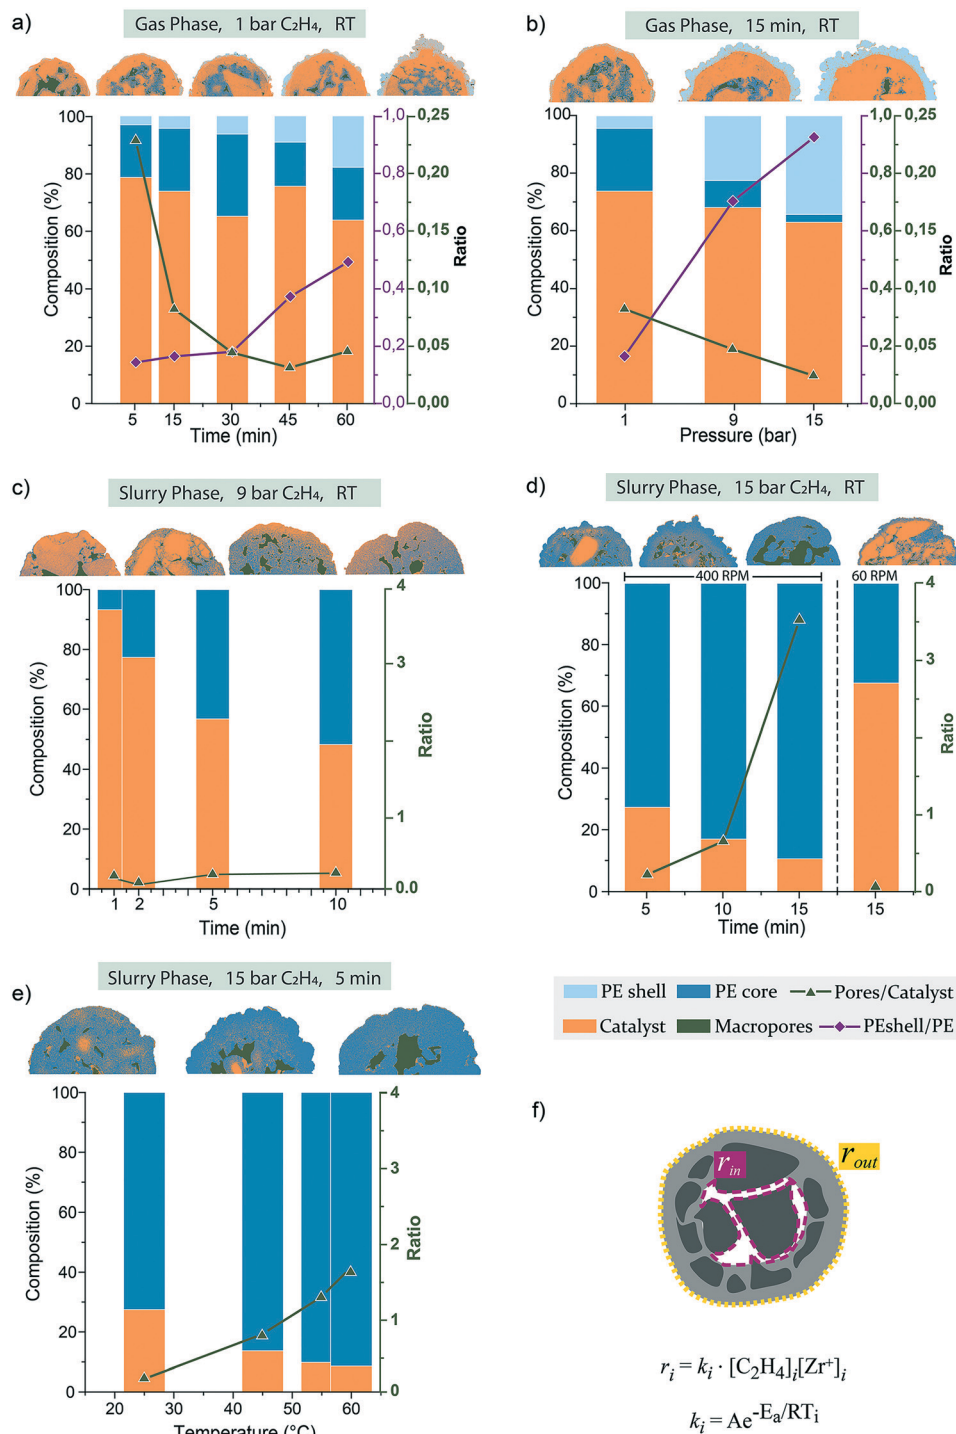 a)
Gas Phase, 1 bar C₂H₄, RT
100
80
60
40
20
0
Composition (%)
5
15
30
45
60
Time (min)
1,0
0,8
0,6
0,4
0,2
0,0
0,25
0,20
0,15
0,10
0,05
0,00
Ratio
b)
Gas Phase, 15 min, RT
100
80
60
40
20
0
Composition (%)
1
9
15
Pressure (bar)
1,0
0,8
0,6
0,4
0,2
0,0
0,25
0,20
0,15
0,10
0,05
0,00
Ratio
c)
Slurry Phase, 9 bar C₂H₄, RT
100
80
60
40
20
0
Composition (%)
1
2
5
10
Time (min)
4
3
2
1
0.0
Ratio
d)
Slurry Phase, 15 bar C₂H₄, RT
400 RPM
60 RPM
100
80
60
40
20
0
Composition (%)
5
10
15
15
Time (min)
4
3
2
1
0
Ratio
e)
Slurry Phase, 15 bar C₂H₄, 5 min
100
80
60
40
20
0
Composition (%)
20
30
40
50
60
Temperature (°C)
4
3
2
1
0
Ratio
PE shell
PE core
Pores/Catalyst
Catalyst
Macropores
PEshell/PE
f)
r_in
r_out
r_i = k_i · [C₂H₄]_i[Zr⁺]_i
k_i = Ae^-E_a/RT_i